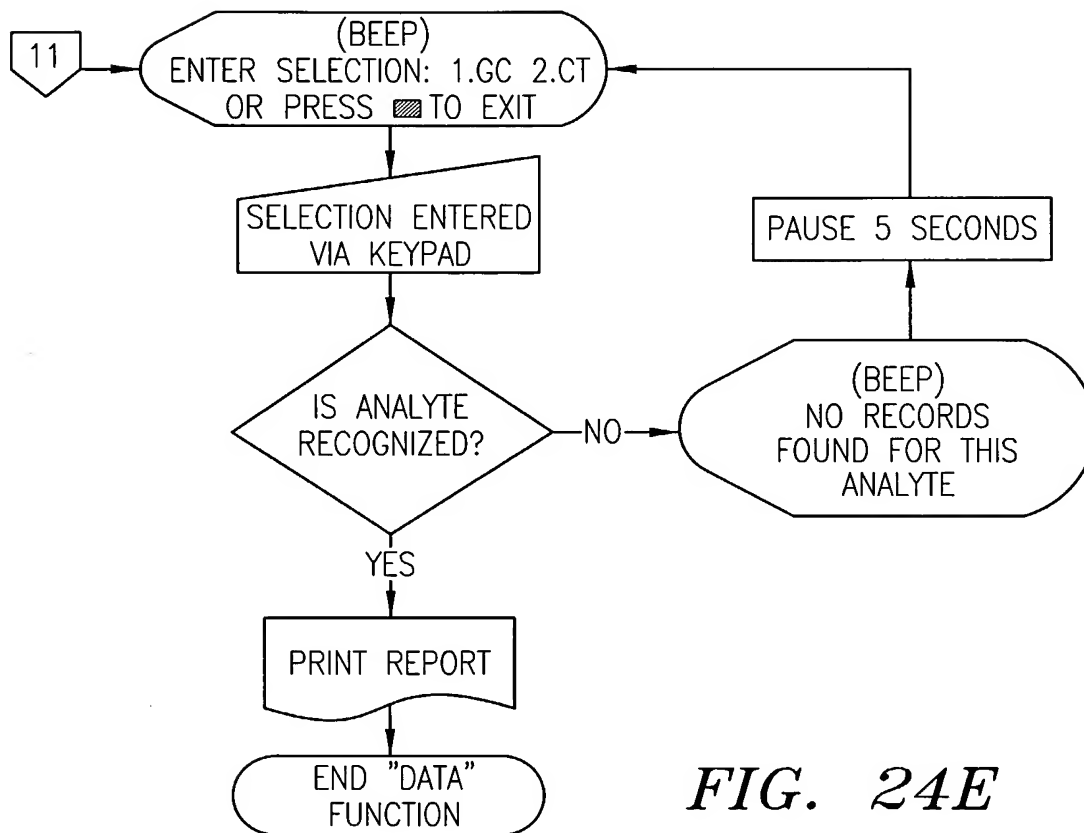 11
(BEEP)
ENTER SELECTION: 1.GC 2.CT
OR PRESS TO EXIT
SELECTION ENTERED
VIA KEYPAD
PAUSE 5 SECONDS
IS ANALYTE
RECOGNIZED?
NO
(BEEP)
NO RECORDS
FOUND FOR THIS
ANALYTE
YES
PRINT REPORT
END "DATA"
FUNCTION
FIG. 24E